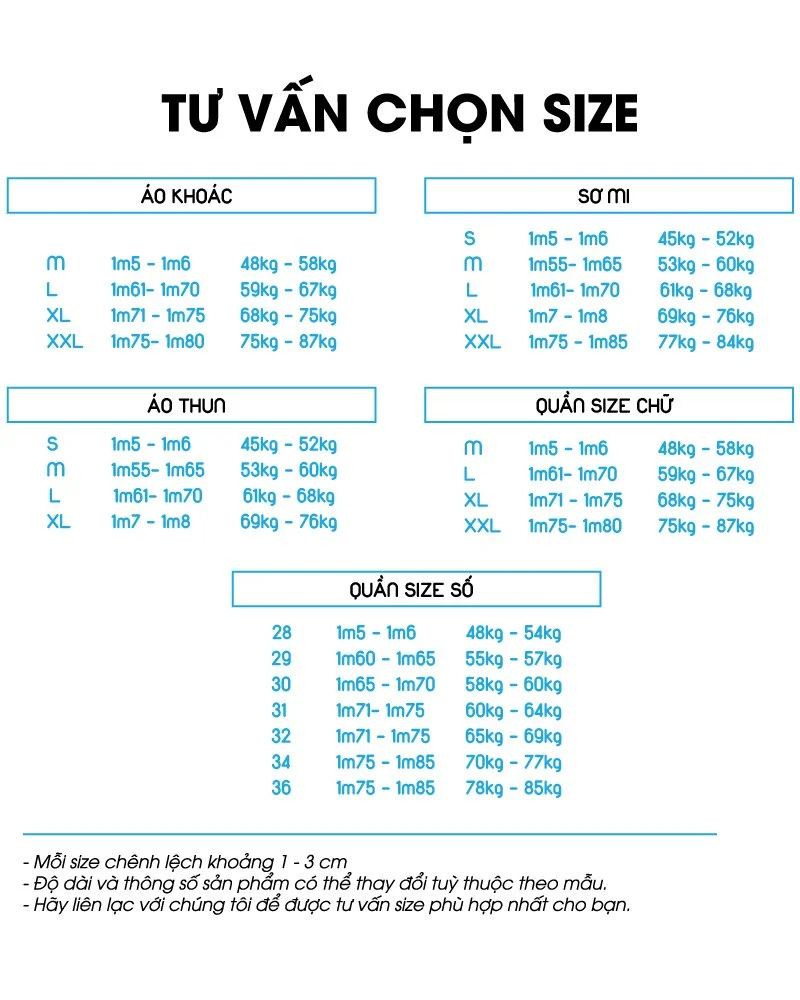 TƯ VẤN CHỌN SIZE
ÁO KHOÁC
M 1m5 - 1m6 48kg - 58kg
L 1m61- 1m70 59kg - 67kg
XL 1m71 - 1m75 68kg - 75kg
XXL 1m75- 1m80 75kg - 87kg
SƠ MI
S 1m5 - 1m6 45kg - 52kg
M 1m55- 1m65 53kg - 60kg
L 1m61- 1m70 61kg - 68kg
XL 1m7 - 1m8 69kg - 76kg
XXL 1m75 - 1m85 77kg - 84kg
ÁO THUN
S 1m5 - 1m6 45kg - 52kg
M 1m55- 1m65 53kg - 60kg
L 1m61- 1m70 61kg - 68kg
XL 1m7 - 1m8 69kg - 76kg
QUẦN SIZE CHỮ
M 1m5 - 1m6 48kg - 58kg
L 1m61- 1m70 59kg - 67kg
XL 1m71 - 1m75 68kg - 75kg
XXL 1m75- 1m80 75kg - 87kg
QUẦN SIZE SỐ
28 1m5 - 1m6 48kg - 54kg
29 1m60 - 1m65 55kg - 57kg
30 1m65 - 1m70 58kg - 60kg
31 1m71- 1m75 60kg - 64kg
32 1m71 - 1m75 65kg - 69kg
34 1m75 - 1m85 70kg - 77kg
36 1m75 - 1m85 78kg - 85kg
- Mỗi size chênh lệch khoảng 1 - 3 cm
- Độ dài và thông số sản phẩm có thể thay đổi tuỳ thuộc theo mẫu.
- Hãy liên lạc với chúng tôi để được tư vấn size phù hợp nhất cho bạn.